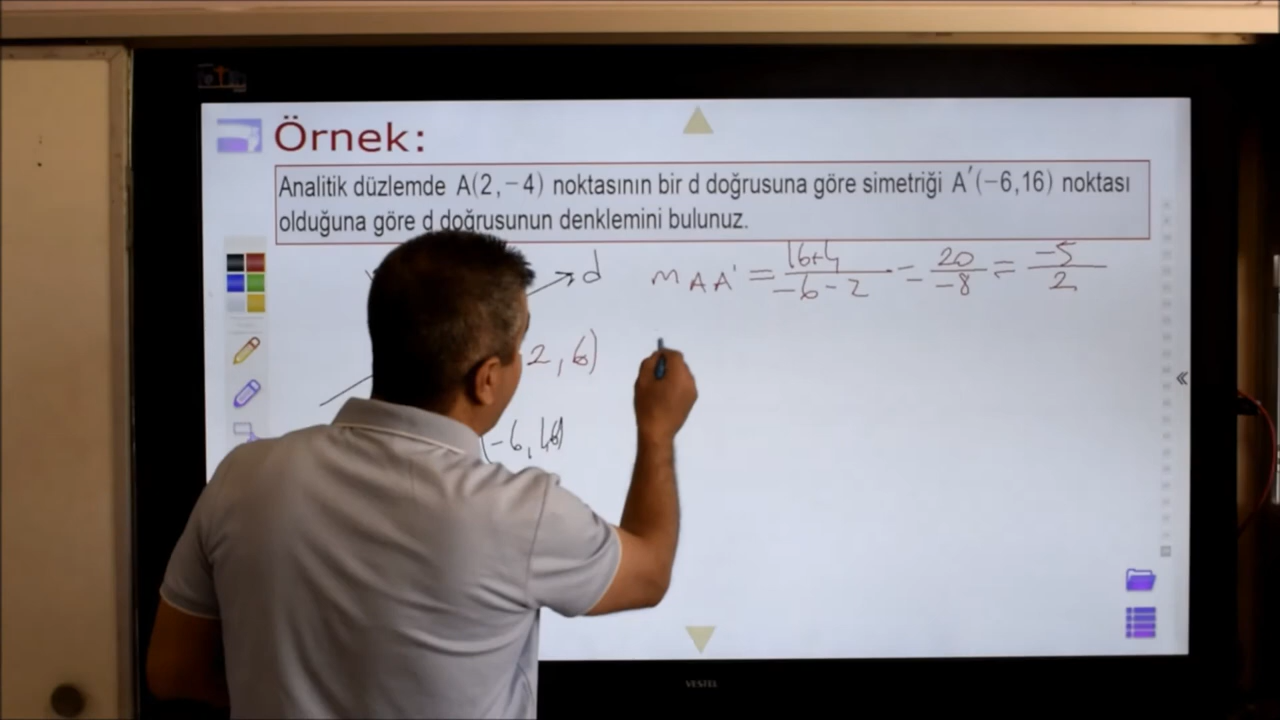 Örnek:
Analitik düzlemde A(2,−4) noktasının bir d doğrusuna göre simetriği A′(−6,16) noktası
olduğuna göre d doğrusunun denklemini bulunuz.
d
m AA' = 16+4 / -6-2 = 20 / -8 = -5 / 2
2, 6)
(-6, 16)
VESTEL